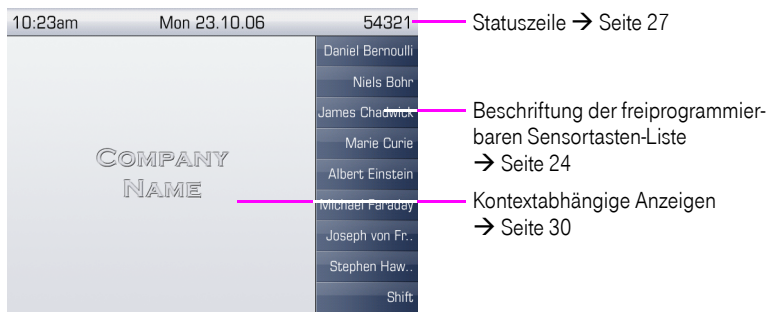 10:23am Mon 23.10.06 54321
Statuszeile → Seite 27
Daniel Bernoulli
Niels Bohr
James Chadwick
Marie Curie
Albert Einstein
Michael Faraday
Joseph von Fr..
Stephen Haw..
Shift
COMPANY
NAME
Beschriftung der freiprogrammier-
baren Sensortasten-Liste
→ Seite 24
Kontextabhängige Anzeigen
→ Seite 30